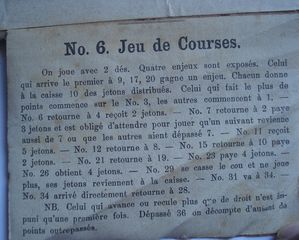 No. 6. Jeu de Courses.
On joue avec 2 dés. Quatre enjeux sont exposés. Celui
qui arrive le premier à 9, 17, 20 gagne un enjeu. Chacun donne
à la caisse 10 des jetons distribués. Celui qui fait le plus de
points commence sur le No. 3, les autres commencent à 1. —
No. 6 retourne à 4 reçoit 2 jetons. — No. 7 retourne à 2 paye
3 jetons et est obligé d'attendre pour jouer qu'un suivant revienne
aussi de 7 ou que les autres aient dépassé 7. — No. 11 reçoit
5 jetons. — No. 12 retourne à 8. — No. 15 retourne à 10 paye
2 jetons. — No. 21 retourne à 19. — No. 23 paye 4 jetons. —
No. 26 obtient 4 jetons. — No. 29 se casse le cou et ne joue
plus, ses jetons reviennent à la caisse. — No. 31 va à 34.
No. 34 arrivé directement retourne à 28.
NB. Celui qui avance ou recule plus de droit n'est im-
puni qu'une première fois. Dépassé 36 on décompte d'autant de
points outrepassés.